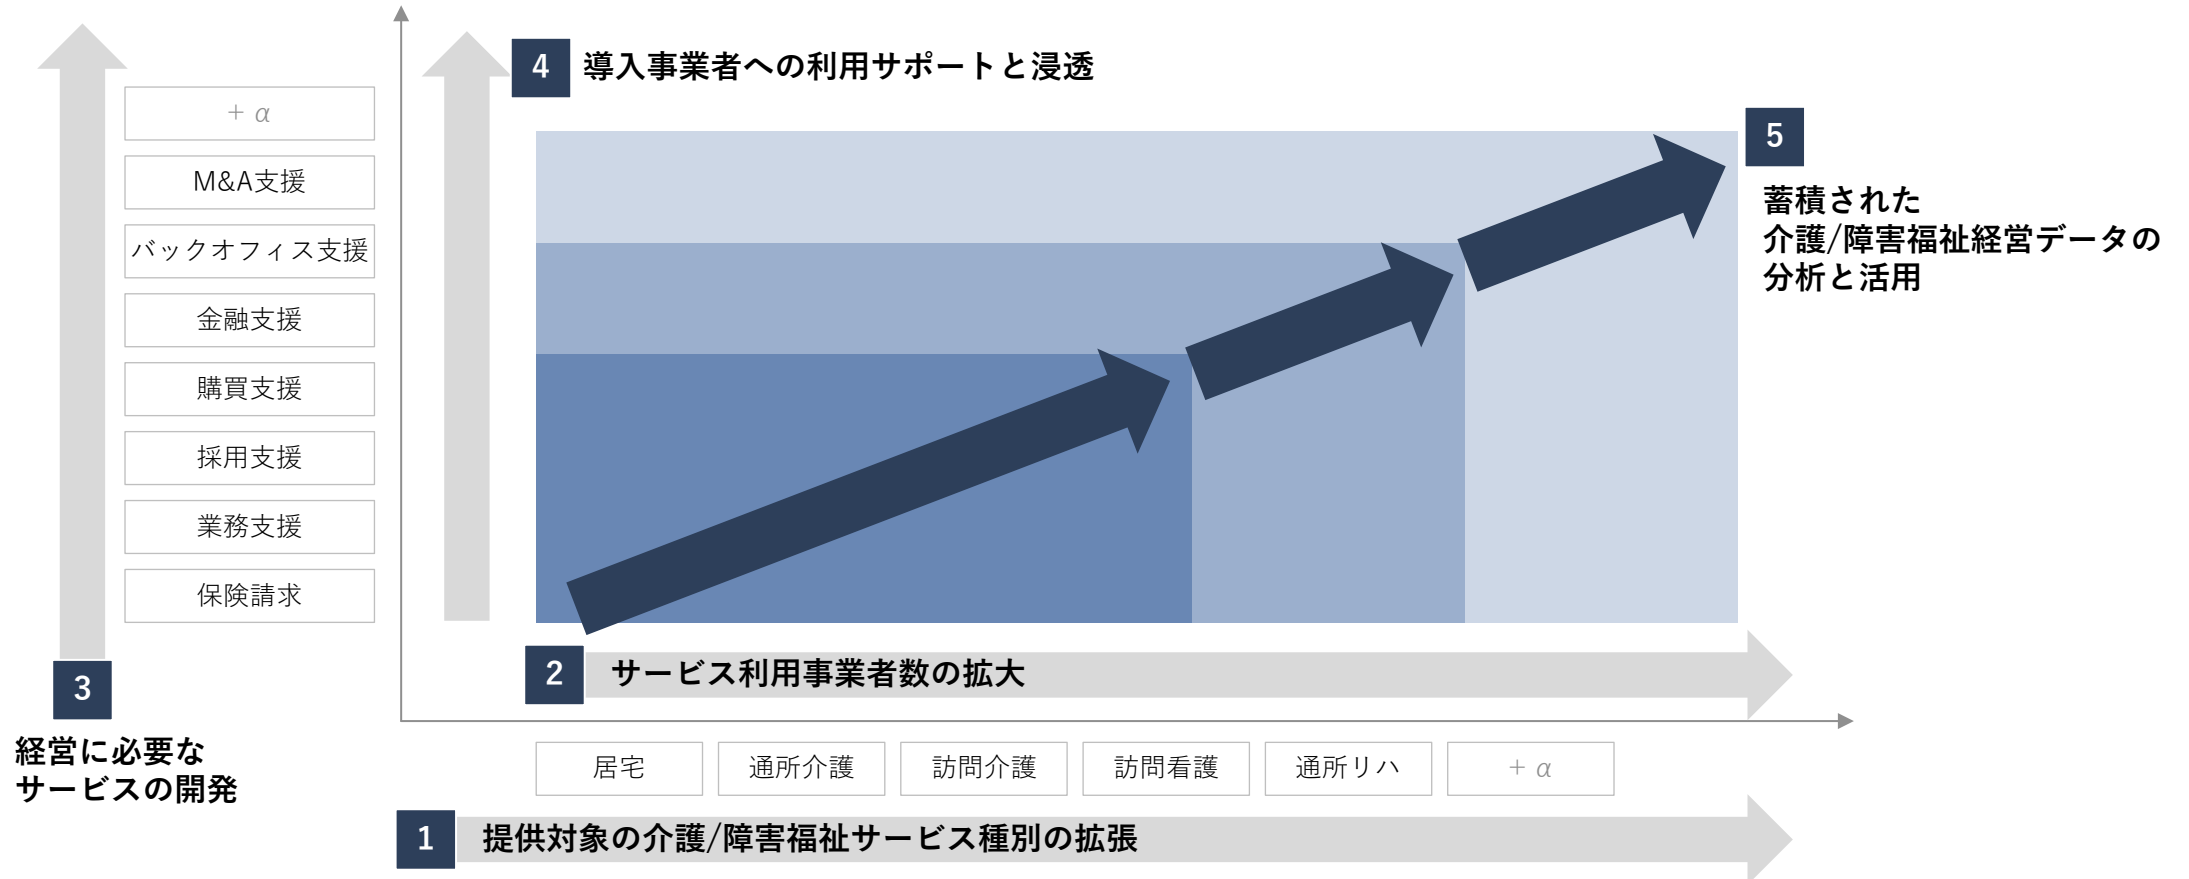 4 導入事業者への利用サポートと浸透
+ α
M&A支援
バックオフィス支援
金融支援
購買支援
採用支援
業務支援
保険請求
5
蓄積された
介護/障害福祉経営データの
分析と活用
3
経営に必要な
サービスの開発
2 サービス利用事業者数の拡大
居宅 通所介護 訪問介護 訪問看護 通所リハ + α
1 提供対象の介護/障害福祉サービス種別の拡張